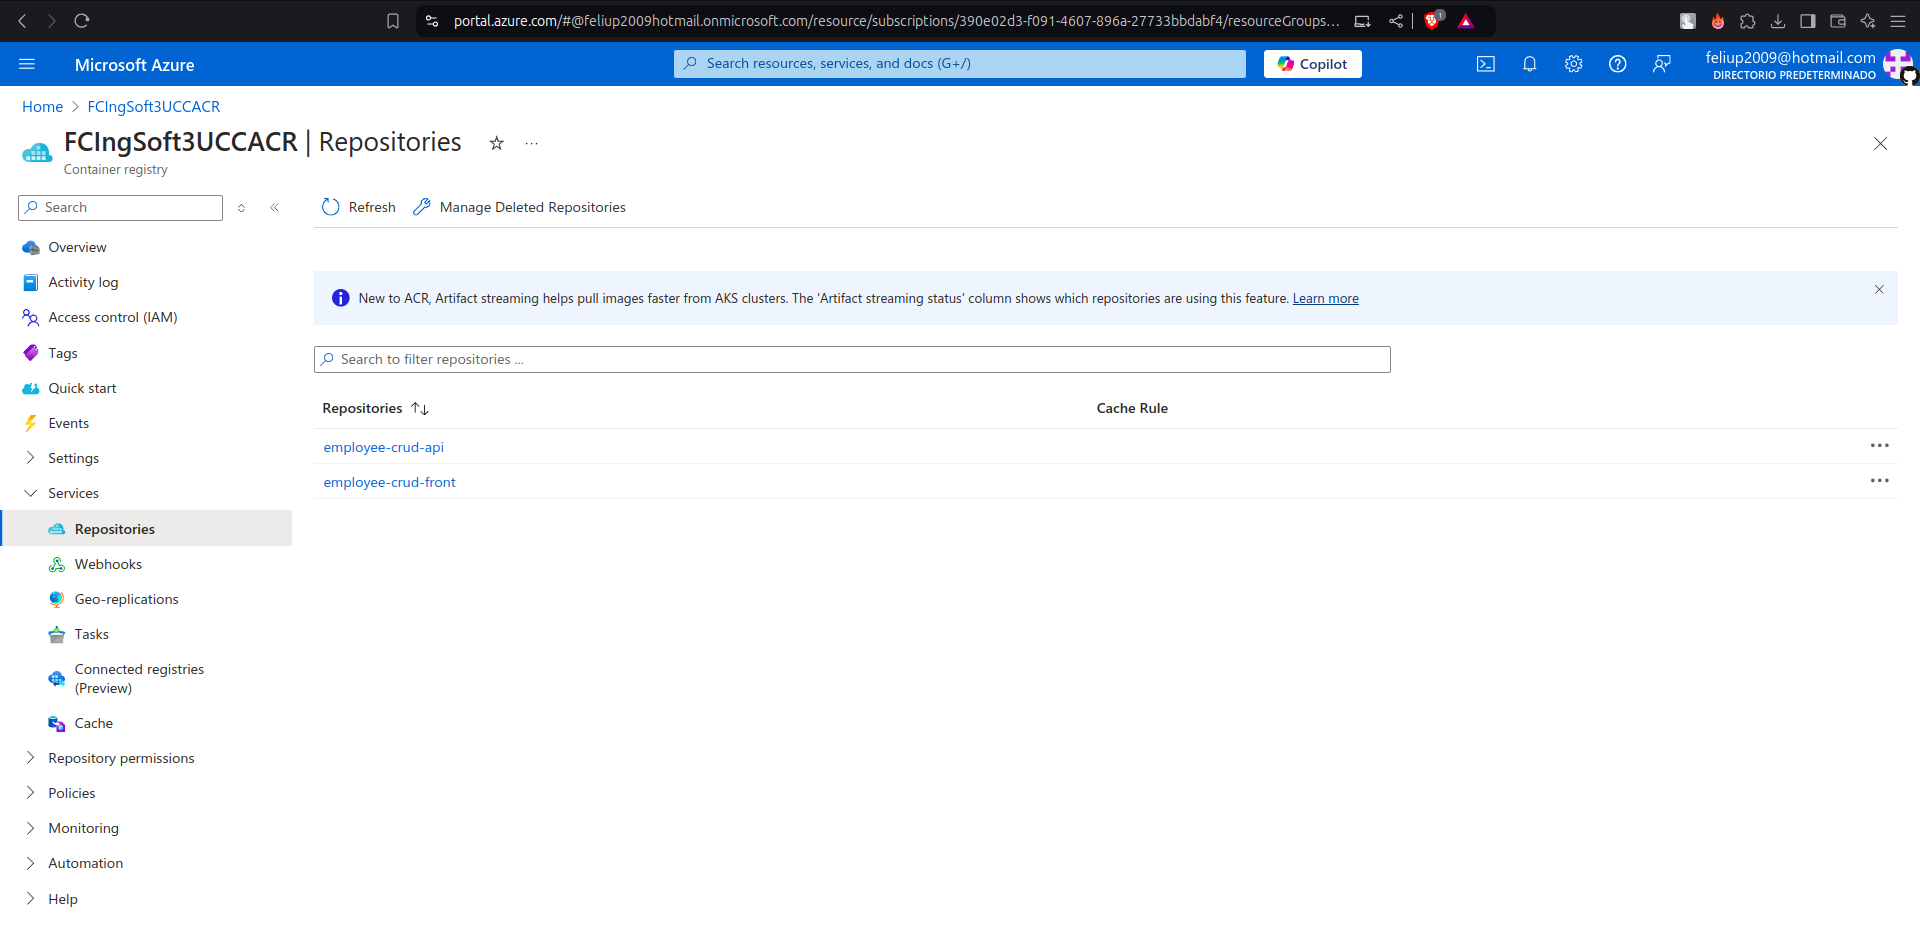 portal.azure.com/#@feliup2009hotmail.onmicrosoft.com/resource/subscriptions/390e02d3-f091-4607-896a-27733bbdabf4/resourceGroups...
1
Microsoft Azure
Search resources, services, and docs (G+/)
Copilot
feliup2009@hotmail.com
DIRECTORIO PREDETERMINADO
Home > FCIngSoft3UCCACR
FCIngSoft3UCCACR | Repositories
Container registry
Search
Refresh
Manage Deleted Repositories
Overview
Activity log
Access control (IAM)
Tags
Quick start
Events
Settings
Services
Repositories
Webhooks
Geo-replications
Tasks
Connected registries
(Preview)
Cache
Repository permissions
Policies
Monitoring
Automation
Help
New to ACR, Artifact streaming helps pull images faster from AKS clusters. The 'Artifact streaming status' column shows which repositories are using this feature. Learn more
Search to filter repositories ...
Repositories
Cache Rule
employee-crud-api
employee-crud-front